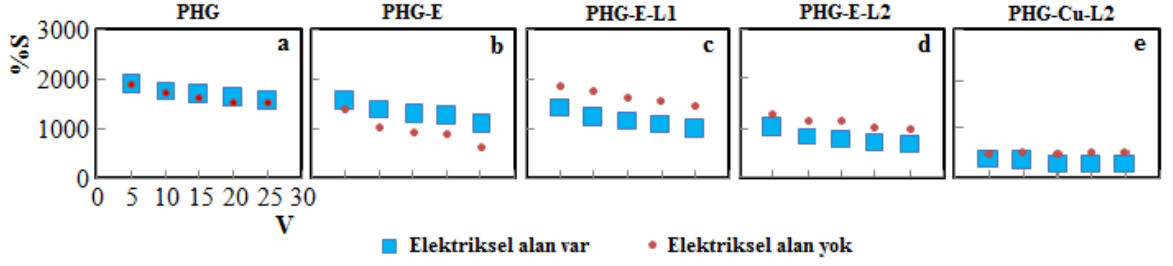 PHG PHG-E PHG-E-L1 PHG-E-L2 PHG-Cu-L2
%S
3000
2000
1000
0
a b c d e
0 5 10 15 20 25 30
V
Elektriksel alan var Elektriksel alan yok